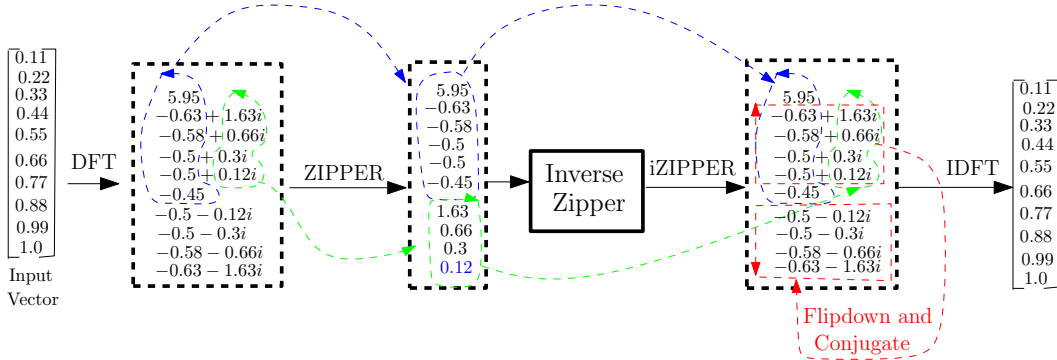 0.11
0.22
0.33
0.44
0.55
0.66
0.77
0.88
0.99
1.0
Input
Vector
DFT
5.95
−0.63 + 1.63i
−0.58 + 0.66i
−0.5 + 0.3i
−0.5 + 0.12i
−0.45
−0.5 − 0.12i
−0.5 − 0.3i
−0.58 − 0.66i
−0.63 − 1.63i
ZIPPER
5.95
−0.63
−0.58
−0.5
−0.5
−0.45
1.63
0.66
0.3
0.12
Inverse
Zipper
iZIPPER
5.95
−0.63 + 1.63i
−0.58 + 0.66i
−0.5 + 0.3i
−0.5 + 0.12i
−0.45
−0.5 − 0.12i
−0.5 − 0.3i
−0.58 − 0.66i
−0.63 − 1.63i
Flipdown and
Conjugate
IDFT
0.11
0.22
0.33
0.44
0.55
0.66
0.77
0.88
0.99
1.0